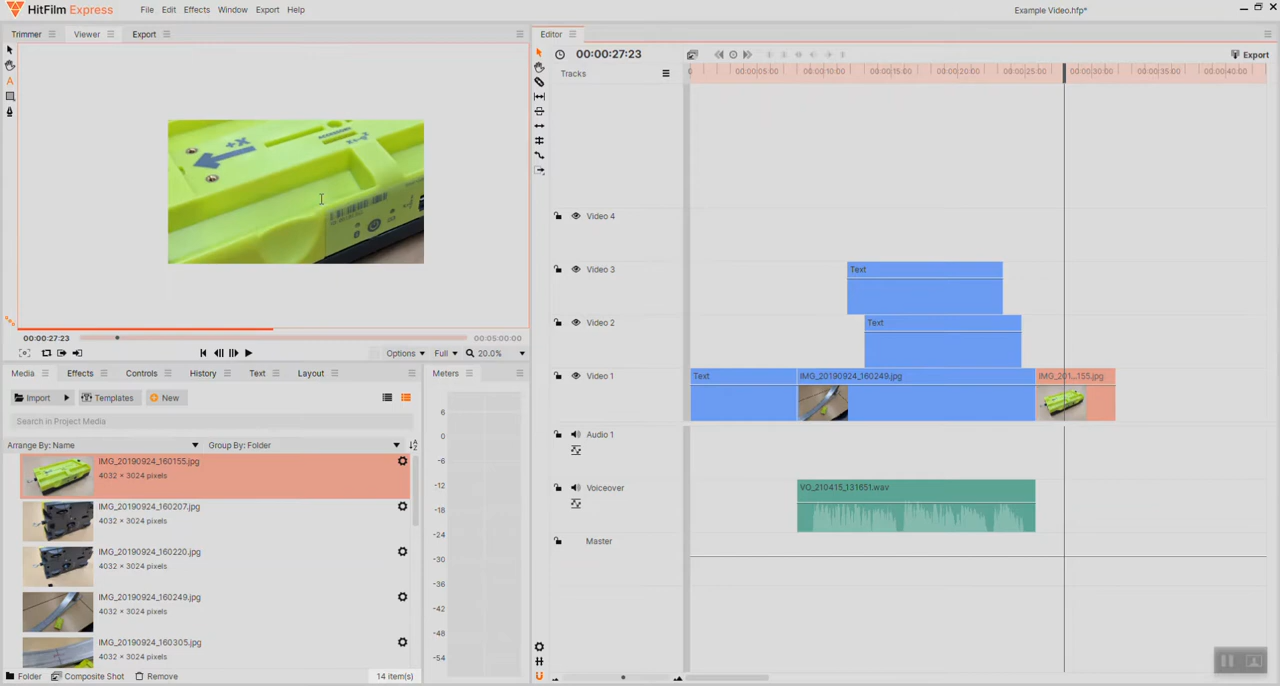 HitFilm Express
File Edit Effects Window Export Help
Example Video.hfp*
Trimmer Viewer Export
Editor
00:00:27:23
Export
Tracks
0 00:00;05;00 00:00;10;00 00:00;15;00 00:00;20;00 00:00;25;00 00:00;30;00 00:00;35;00 00:00;40;00
+X
Video 4
Video 3
Text
Video 2
Text
00:00:27:23
00:05:00:00
Options Full 20.0%
Media Effects Controls History Text Layout
Meters
Video 1
Text
IMG_20190924_160249.jpg
IMG_201...155.jpg
Import Templates New
Search in Project Media
Arrange By: Name
Group By: Folder
Audio 1
IMG_20190924_160155.jpg
4032 × 3024 pixels
IMG_20190924_160207.jpg
4032 × 3024 pixels
IMG_20190924_160220.jpg
4032 × 3024 pixels
IMG_20190924_160249.jpg
4032 × 3024 pixels
IMG_20190924_160305.jpg
4032 × 3024 pixels
6
0
-6
-12
-18
-24
-30
-36
-42
-48
-54
Voiceover
VO_210415_131651.wav
Master
Folder Composite Shot Remove
14 item(s)